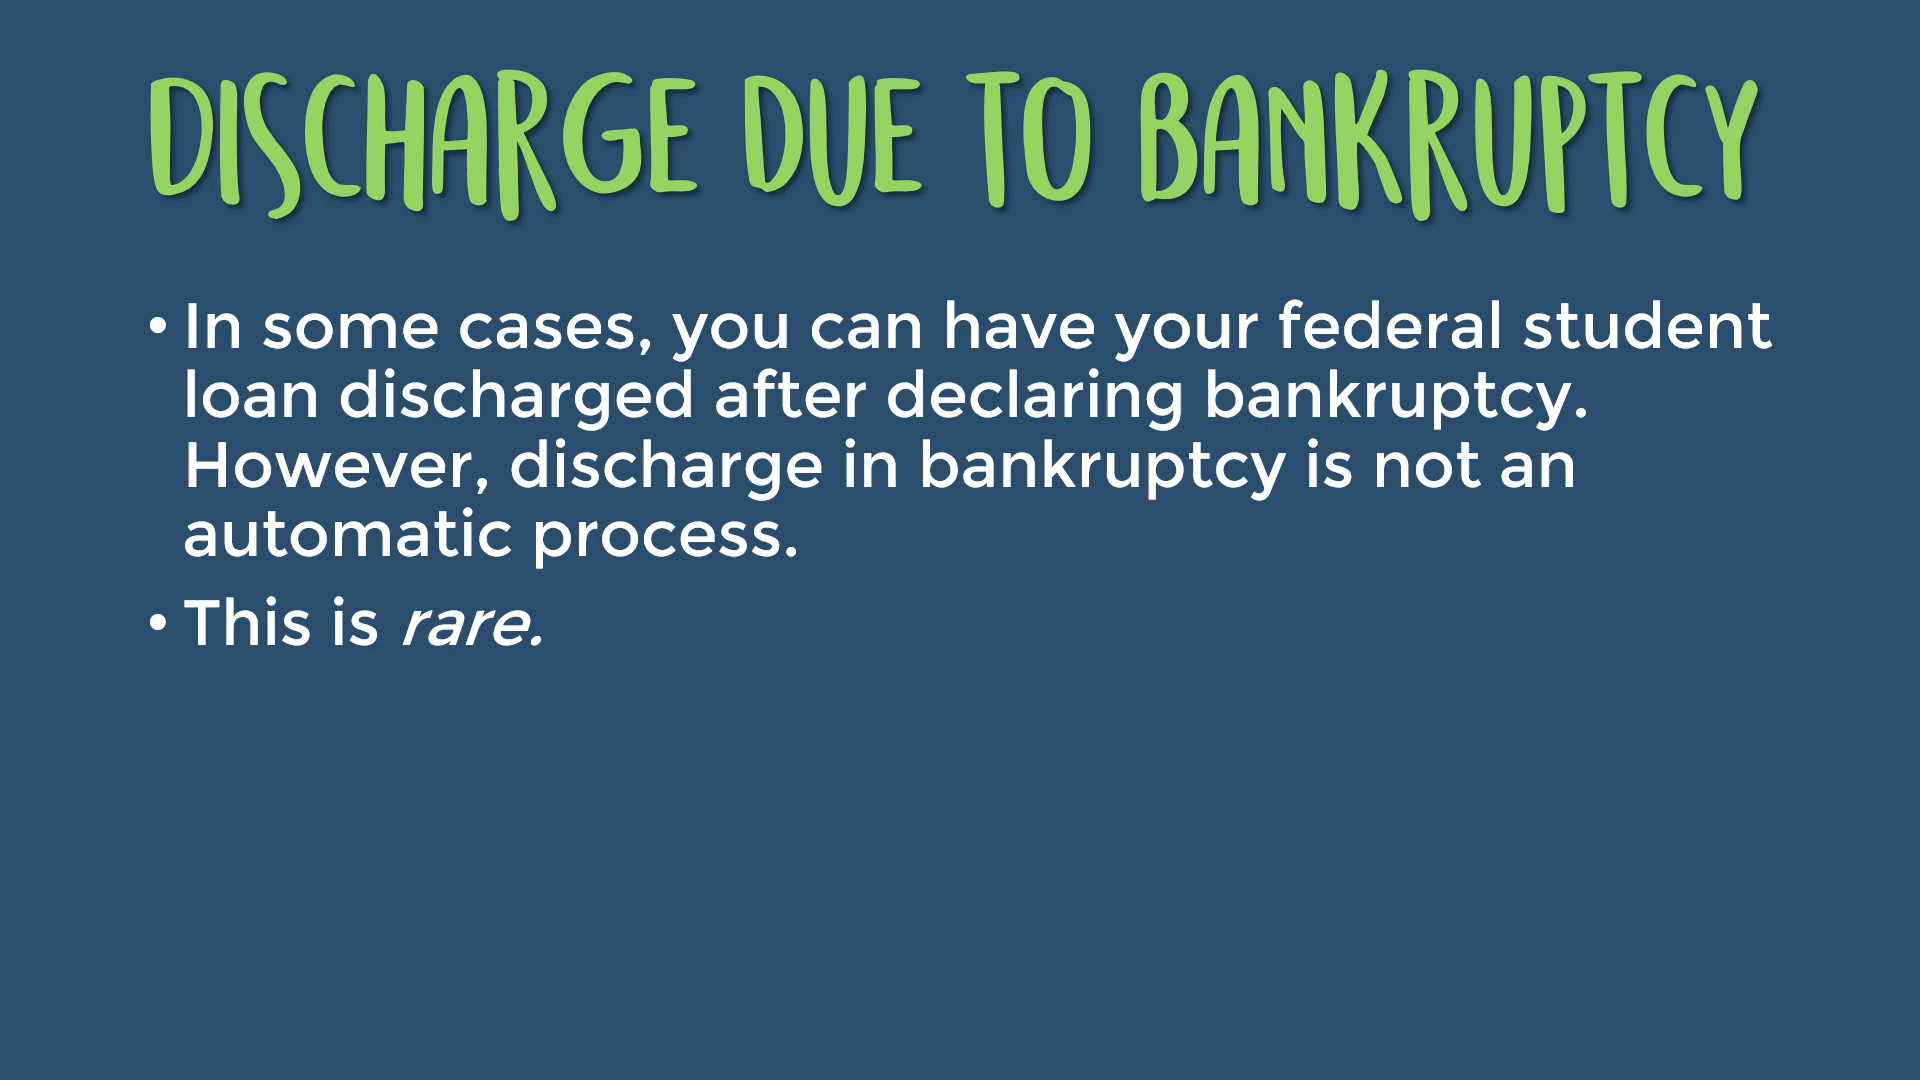 DISCHARGE DUE TO BANKRUPTCY
• In some cases, you can have your federal student
loan discharged after declaring bankruptcy.
However, discharge in bankruptcy is not an
automatic process.
• This is rare.